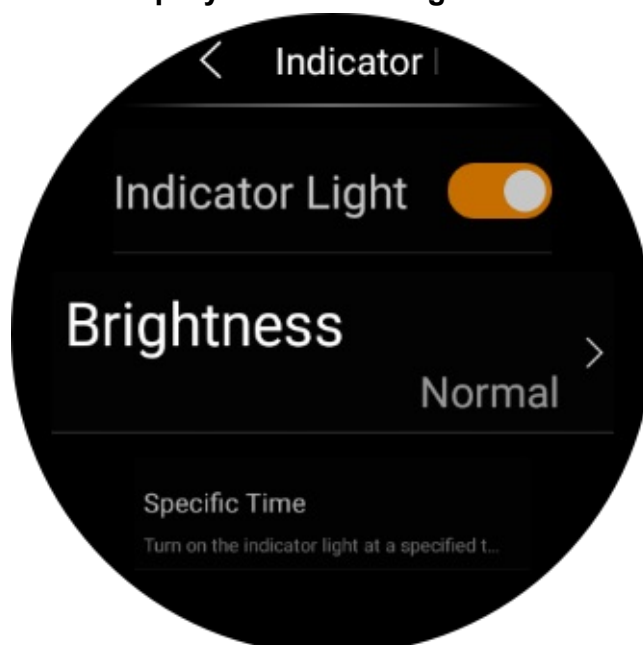 Indicator
Indicator Light
Brightness
Normal
Specific Time
Turn on the indicator light at a specified t...